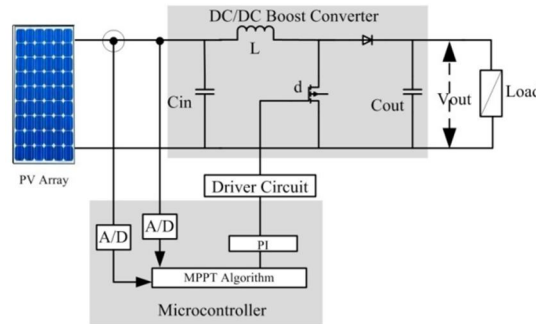 DC/DC Boost Converter
L
d
Cin
Cout
Vout
Load
PV Array
Driver Circuit
A/D
A/D
PI
MPPT Algorithm
Microcontroller